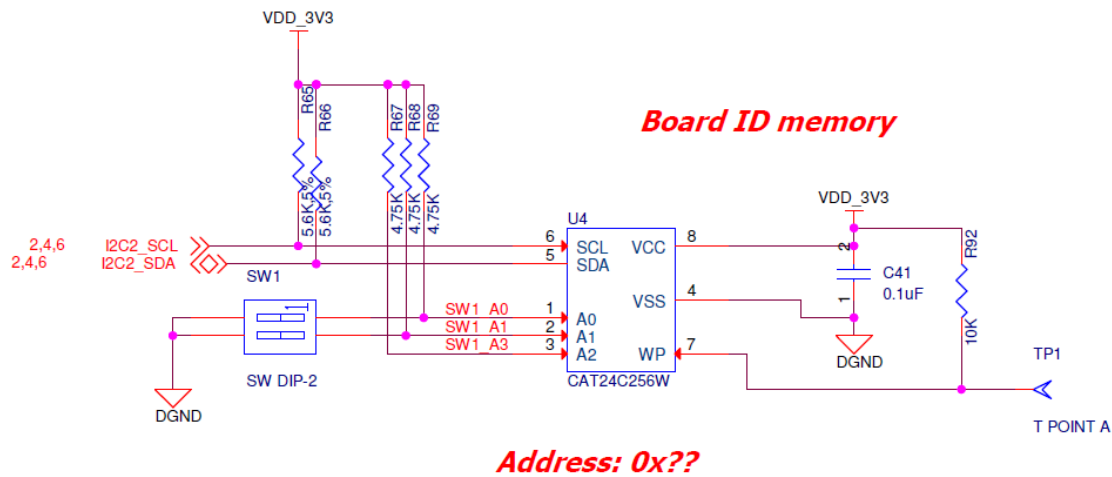 VDD_3V3
R65
R66
R67
R68
R69
5.6K,5%
5.6K,5%
4.75K
4.75K
4.75K
Board ID memory
VDD_3V3
U4
2,4,6 I2C2_SCL
2,4,6 I2C2_SDA
6 SCL VCC 8
5 SDA
2
R92
C41
0.1uF
1
10K
SW1
1
VSS 4
SW1_A0 1 A0
SW1_A1 2 A1
SW1_A3 3 A2 WP 7
SW DIP-2
CAT24C256W
DGND
DGND
TP1
T POINT A
Address: 0x??